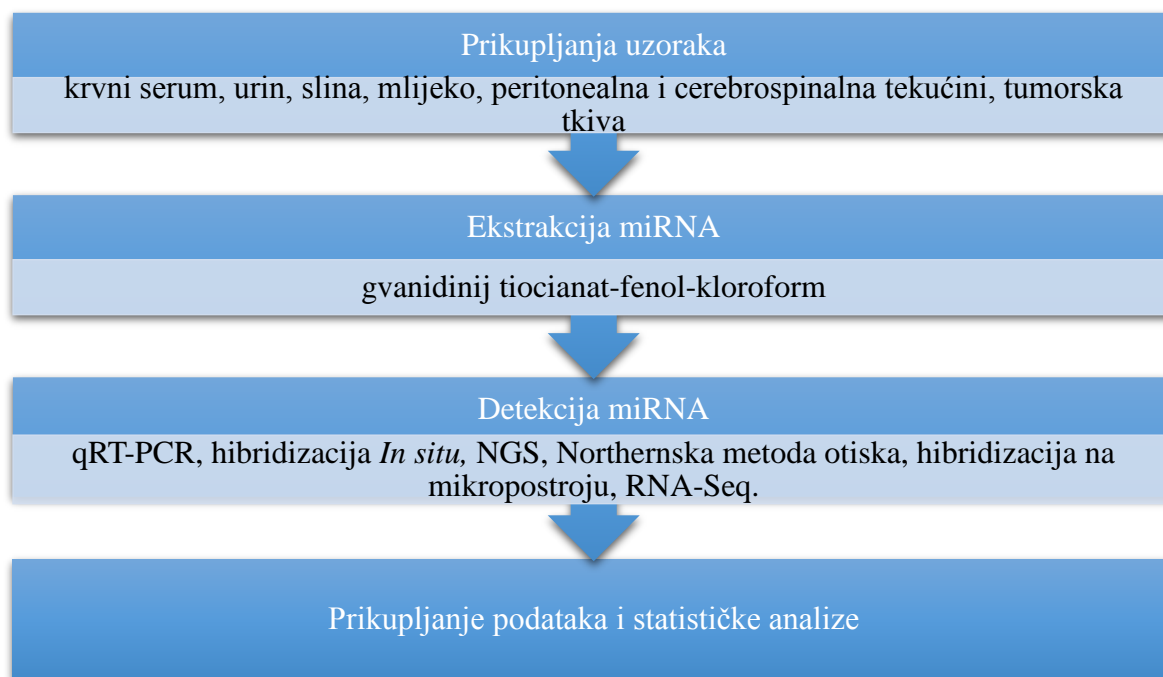 Prikupljanja uzoraka
krvni serum, urin, slina, mlijeko, peritonealna i cerebrospinalna tekućini, tumorska
tkiva
Ekstrakcija miRNA
gvanidinij tiocianat-fenol-kloroform
Detekcija miRNA
qRT-PCR, hibridizacija In situ, NGS, Northernska metoda otiska, hibridizacija na
mikropostroju, RNA-Seq.
Prikupljanje podataka i statističke analize